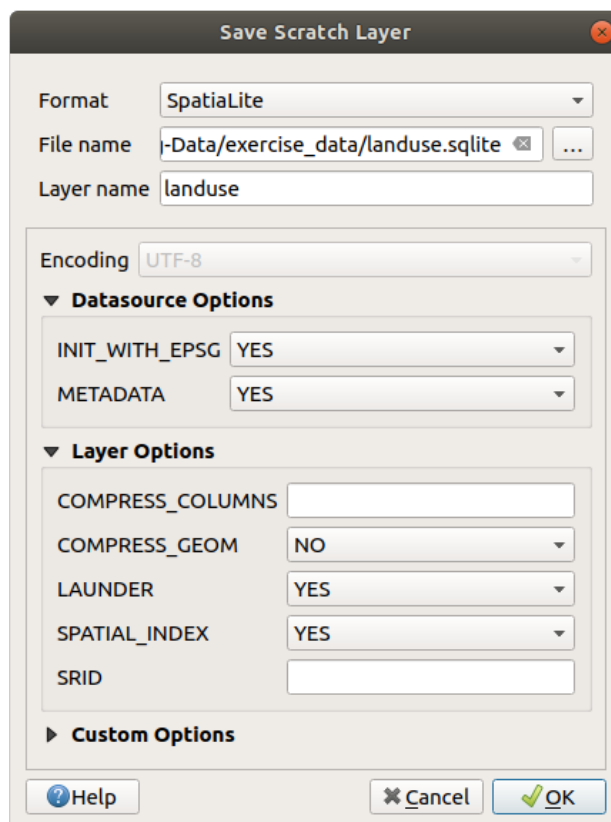 Save Scratch Layer
Format SpatiaLite
File name g-Data/exercise_data/landuse.sqlite ...
Layer name landuse
Encoding UTF-8
Datasource Options
INIT_WITH_EPSG YES
METADATA YES
Layer Options
COMPRESS_COLUMNS
COMPRESS_GEOM NO
LAUNDER YES
SPATIAL_INDEX YES
SRID
Custom Options
Help Cancel OK